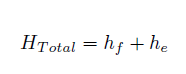 $H_{Total} = h_f + h_e$